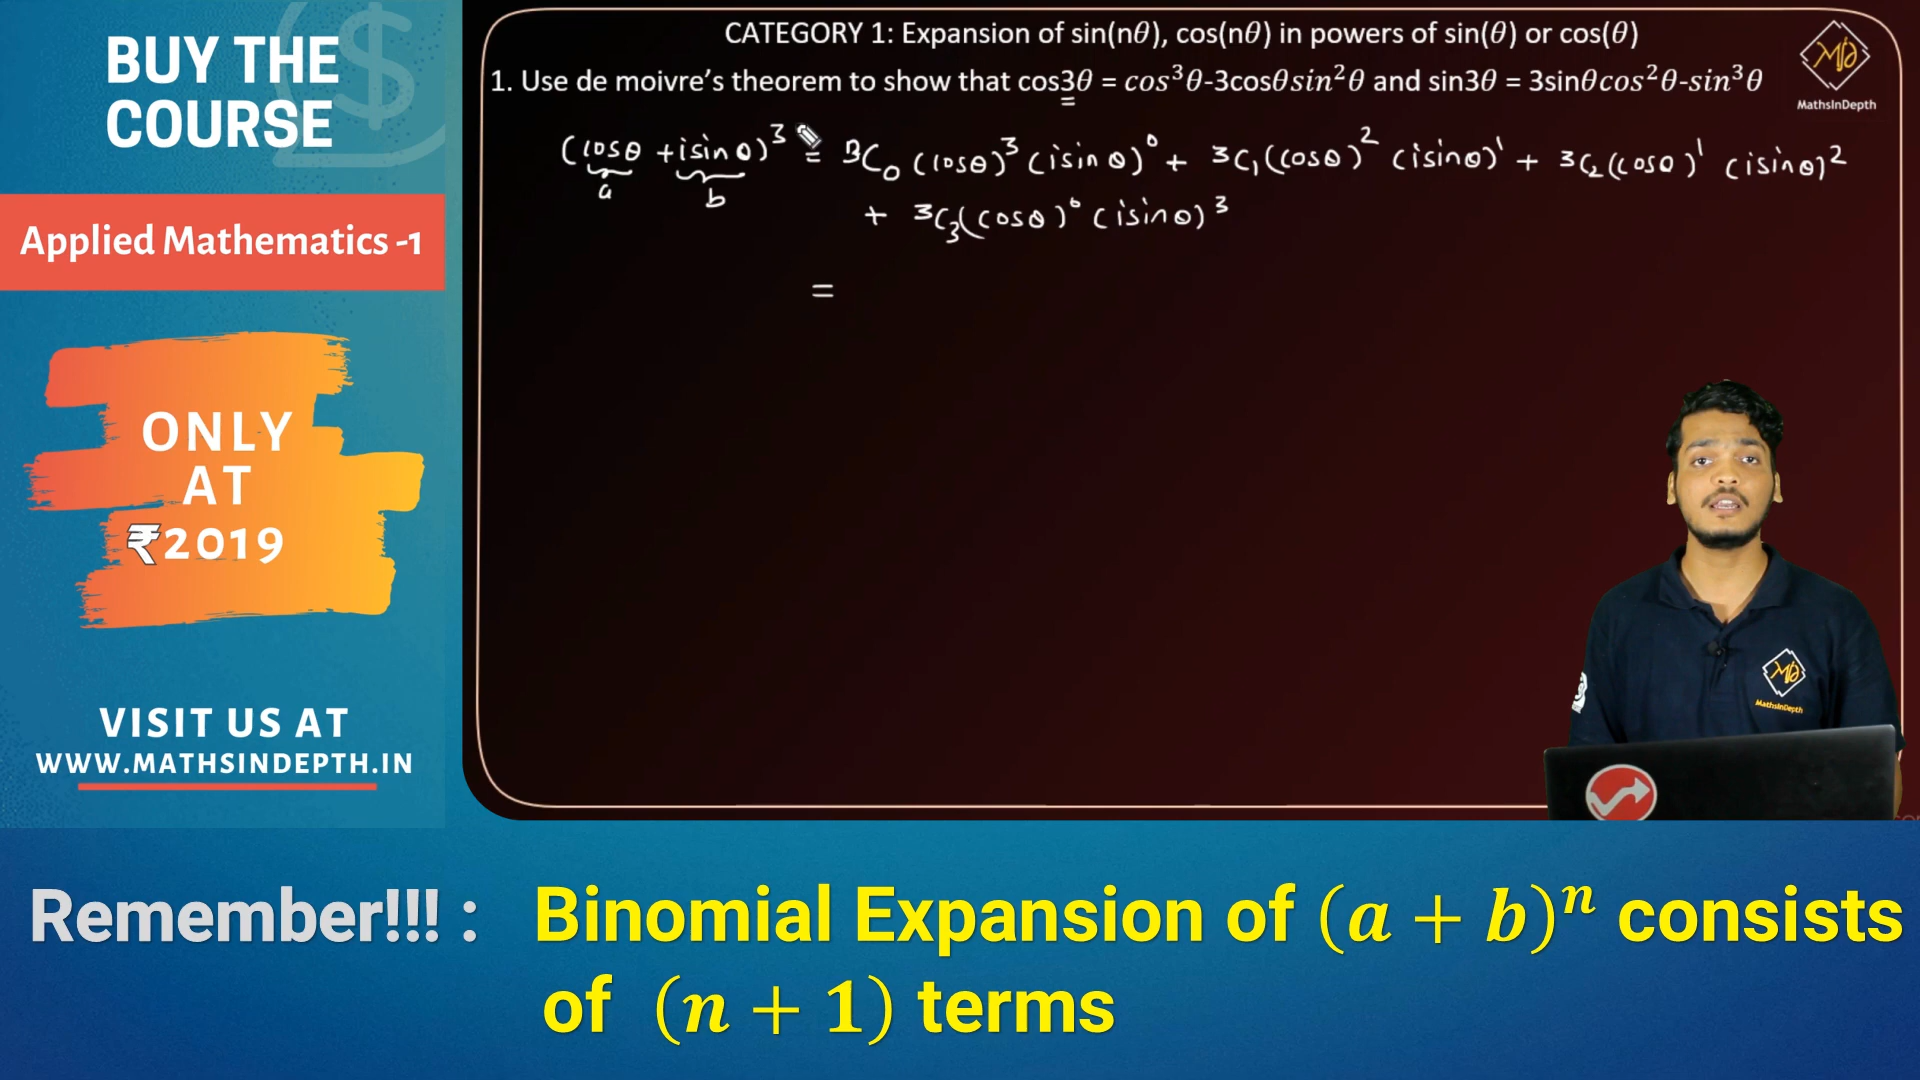 BUY THE
COURSE
Applied Mathematics -1
ONLY
AT
₹2019
VISIT US AT
WWW.MATHSINDEPTH.IN
CATEGORY 1: Expansion of sin(nθ), cos(nθ) in powers of sin(θ) or cos(θ)
1. Use de moivre's theorem to show that cos3θ = cos³θ-3cosθsin²θ and sin3θ = 3sinθcos²θ-sin³θ
MathsInDepth
(cosθ + isinθ)³ = ³C₀ (cosθ)³ (isinθ)⁰ + ³C₁(cosθ)² (isinθ)¹ + ³C₂(cosθ)¹ (isinθ)²
a b
+ ³C₃(cosθ)⁰ (isinθ)³
=
MathsInDepth
Remember!!! : Binomial Expansion of (a + b)ⁿ consists
of (n + 1) terms